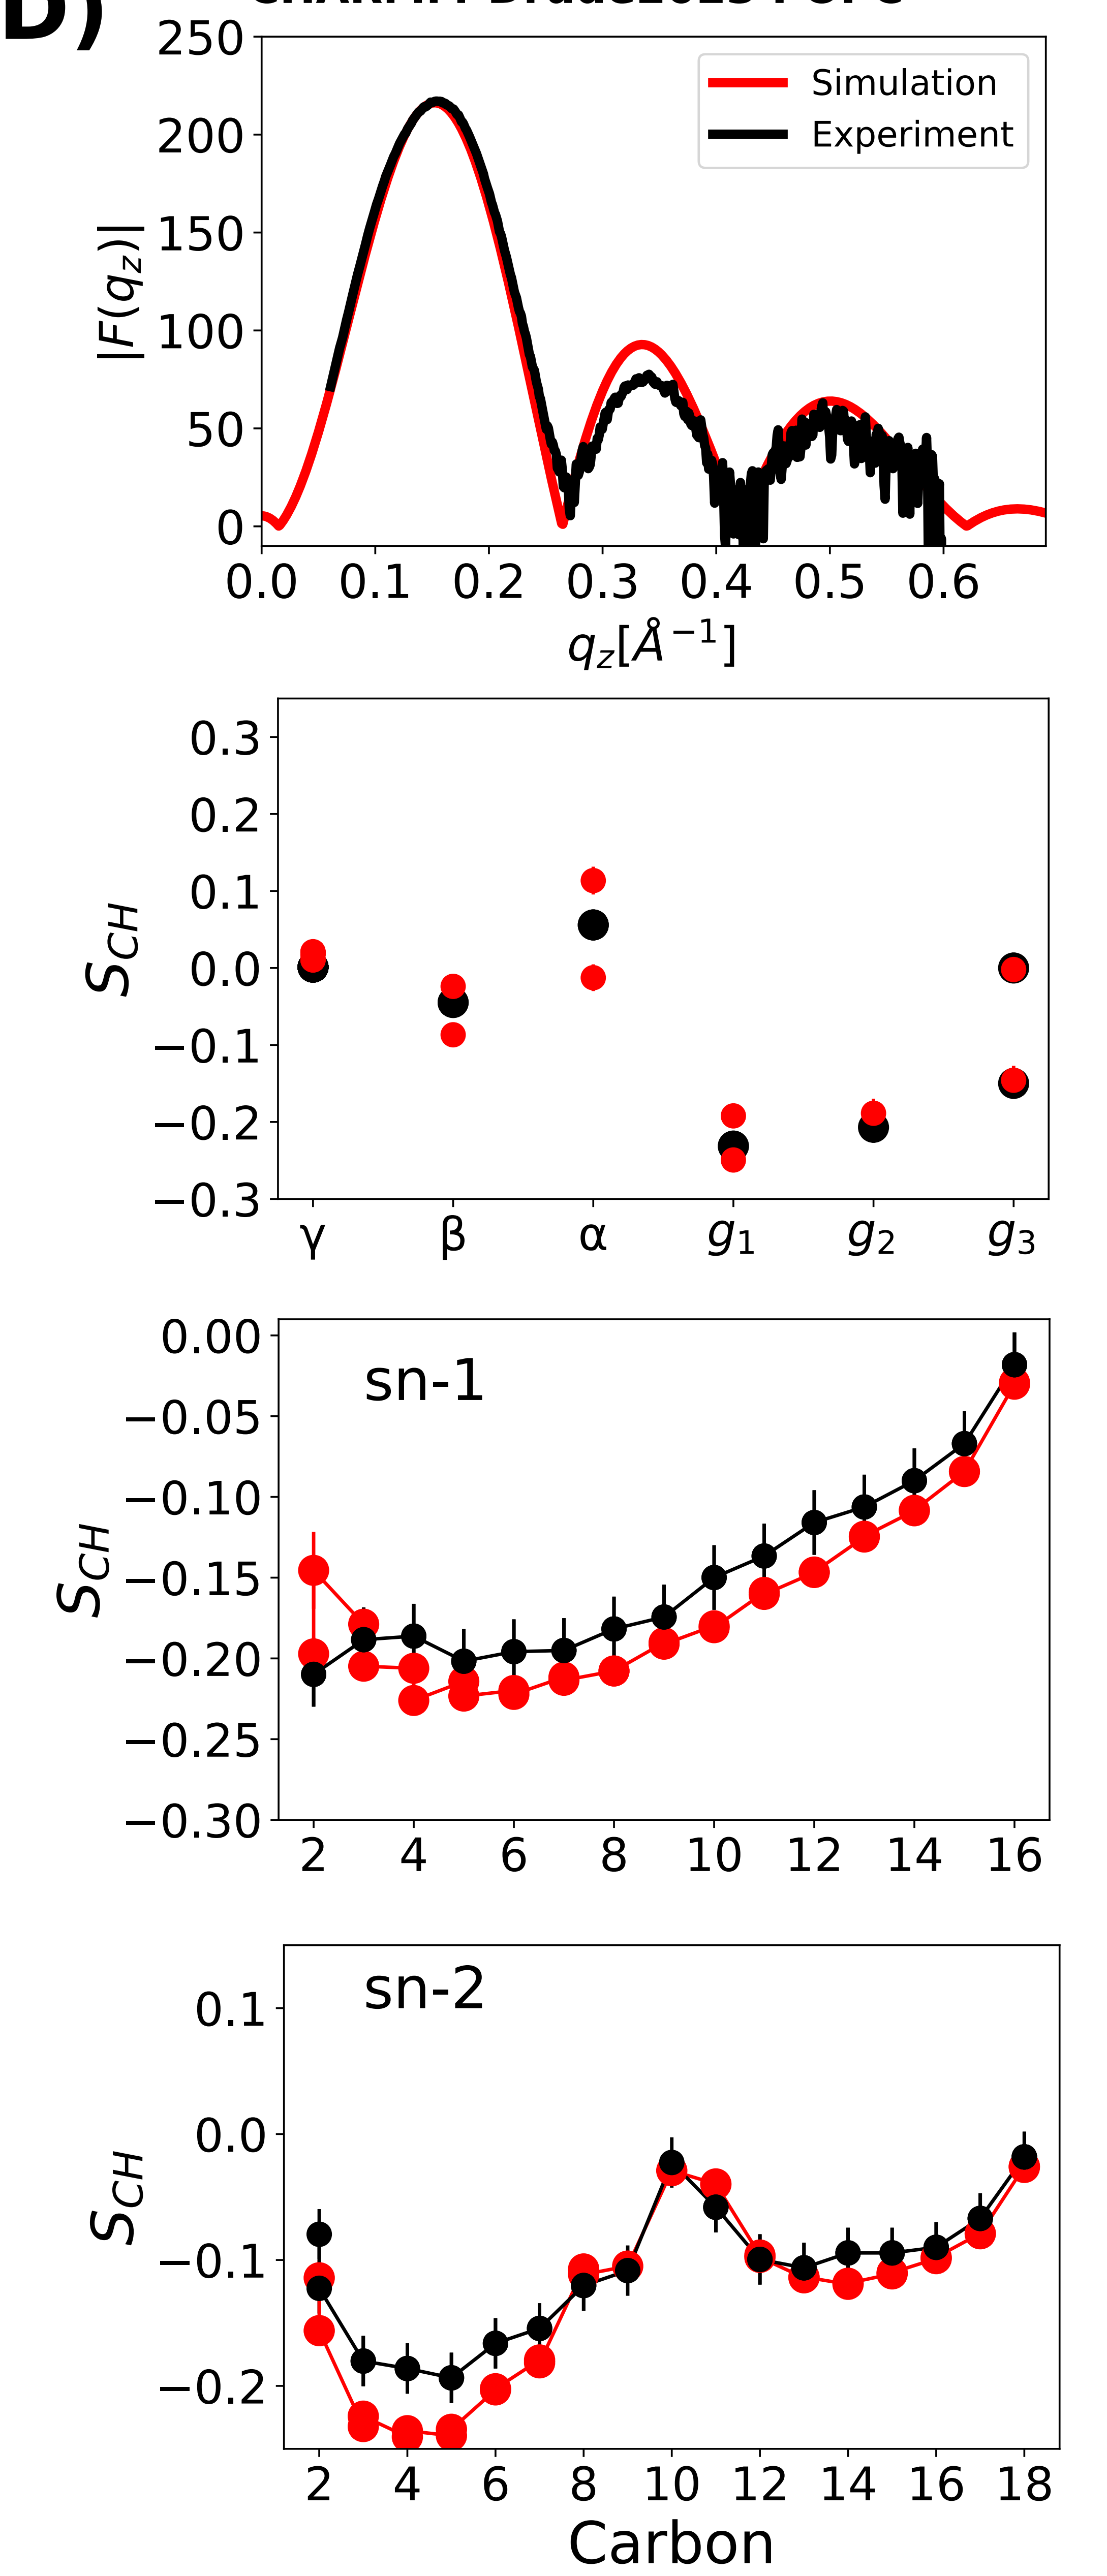 D)
250
200
150
100
50
0
|F(q_z)|
Simulation
Experiment
0.0 0.1 0.2 0.3 0.4 0.5 0.6
q_z[Å⁻¹]
0.3
0.2
0.1
0.0
−0.1
−0.2
−0.3
S_CH
γ β α g₁ g₂ g₃
0.00
−0.05
−0.10
−0.15
−0.20
−0.25
−0.30
S_CH
sn-1
2 4 6 8 10 12 14 16
0.1
0.0
−0.1
−0.2
S_CH
sn-2
2 4 6 8 10 12 14 16 18
Carbon